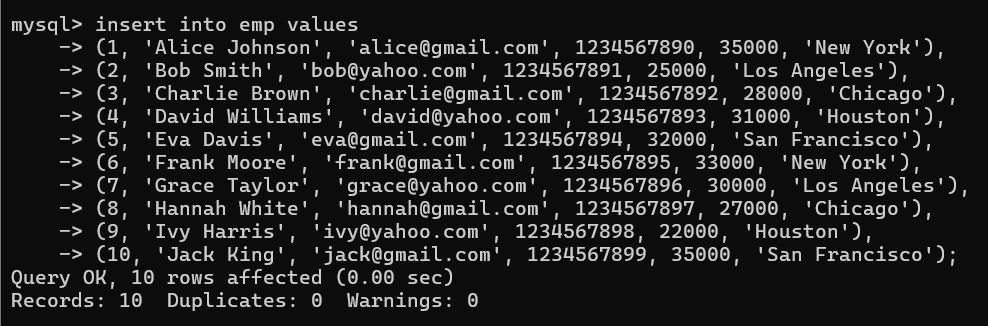 mysql> insert into emp values
    -> (1, 'Alice Johnson', 'alice@gmail.com', 1234567890, 35000, 'New York'),
    -> (2, 'Bob Smith', 'bob@yahoo.com', 1234567891, 25000, 'Los Angeles'),
    -> (3, 'Charlie Brown', 'charlie@gmail.com', 1234567892, 28000, 'Chicago'),
    -> (4, 'David Williams', 'david@yahoo.com', 1234567893, 31000, 'Houston'),
    -> (5, 'Eva Davis', 'eva@gmail.com', 1234567894, 32000, 'San Francisco'),
    -> (6, 'Frank Moore', 'frank@gmail.com', 1234567895, 33000, 'New York'),
    -> (7, 'Grace Taylor', 'grace@yahoo.com', 1234567896, 30000, 'Los Angeles'),
    -> (8, 'Hannah White', 'hannah@gmail.com', 1234567897, 27000, 'Chicago'),
    -> (9, 'Ivy Harris', 'ivy@yahoo.com', 1234567898, 22000, 'Houston'),
    -> (10, 'Jack King', 'jack@gmail.com', 1234567899, 35000, 'San Francisco');
Query OK, 10 rows affected (0.00 sec)
Records: 10  Duplicates: 0  Warnings: 0